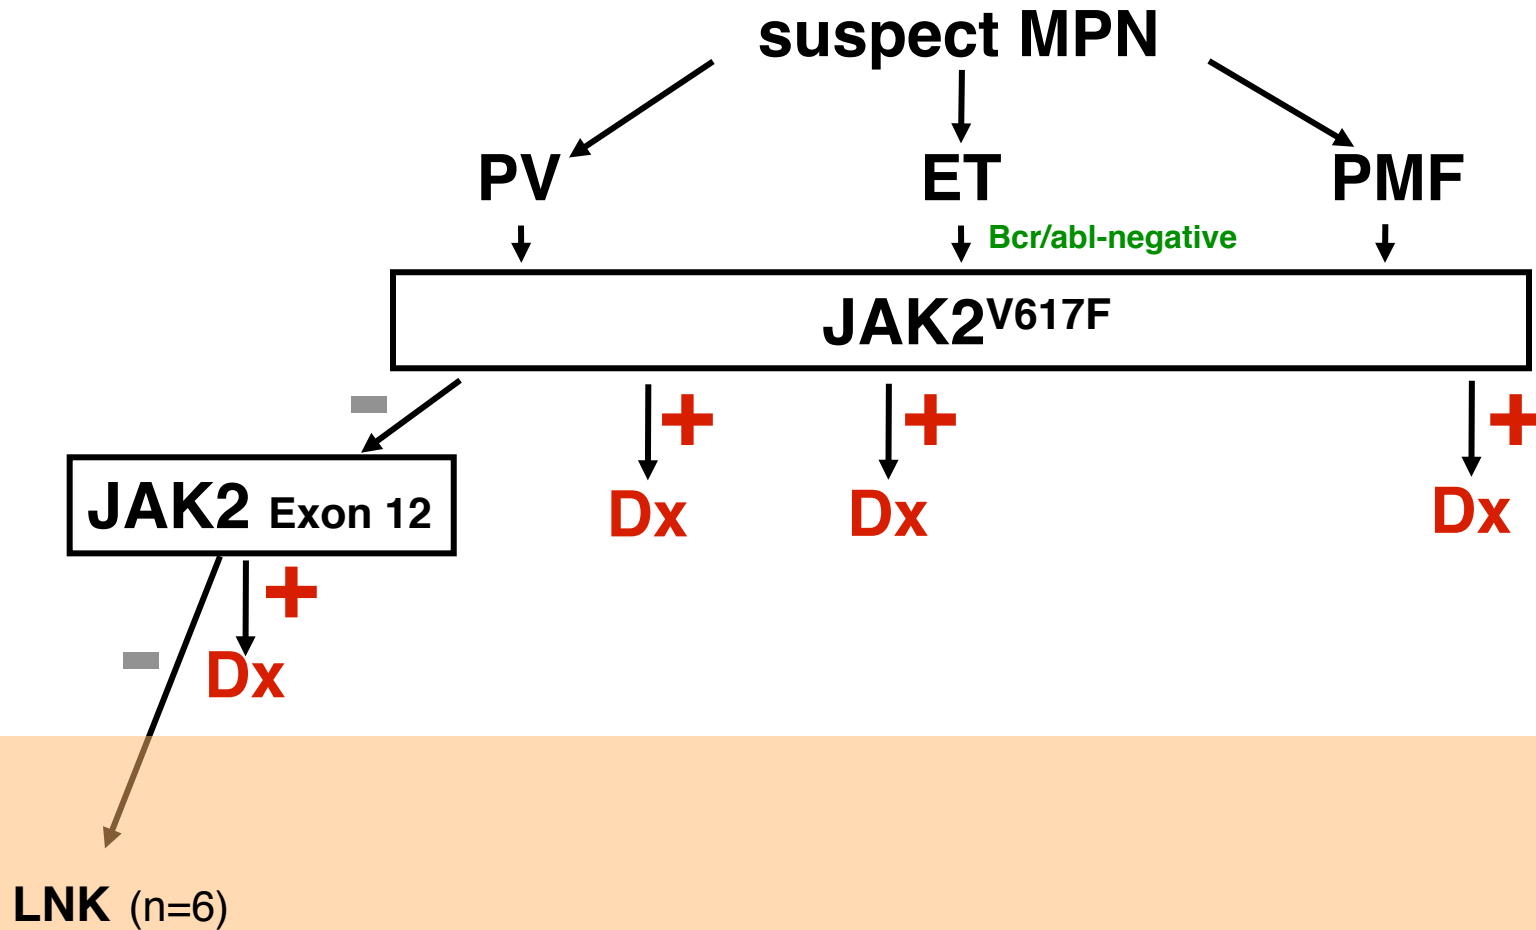 suspect MPN
PV ET PMF
Bcr/abl-negative
JAK2V617F
+ + +
JAK2 Exon 12
Dx Dx Dx
+
Dx
LNK (n=6)